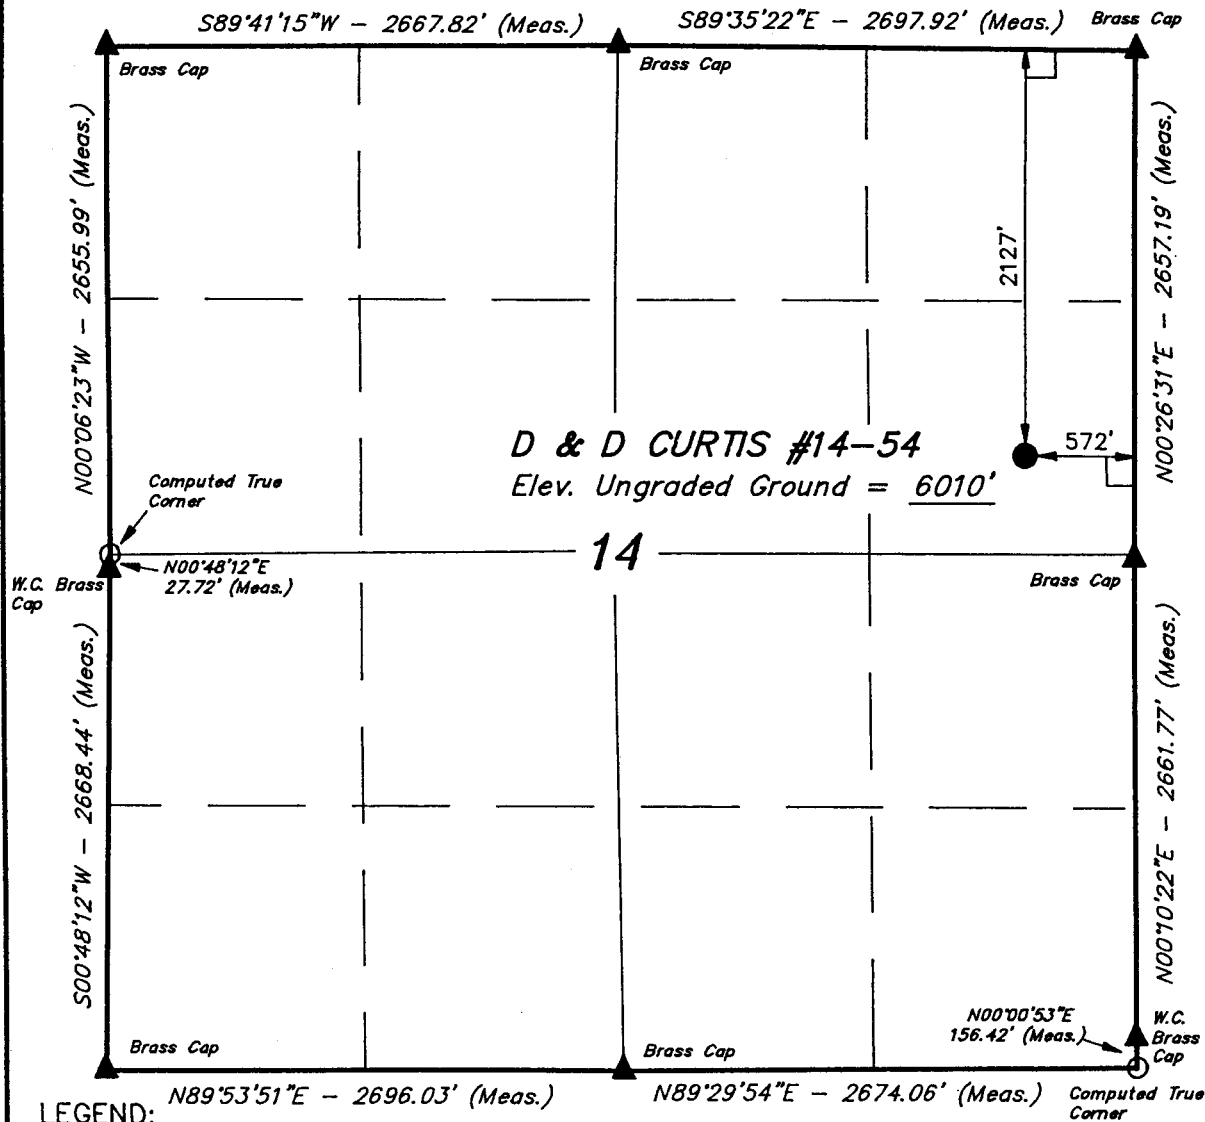 S89°41'15"W - 2667.82' (Meas.)
S89°35'22"E - 2697.92' (Meas.)
Brass Cap
Brass Cap
Brass Cap
N00°06'23"W - 2655.99' (Meas.)
N00°26'31"E - 2657.19' (Meas.)
2127'
D & D CURTIS #14-54
572'
Elev. Ungraded Ground = 6010'
Computed True
Corner
14
N00°48'12"E
27.72' (Meas.)
W.C. Brass
Cap
Brass Cap
S00°48'12"W - 2668.44' (Meas.)
N00°10'22"E - 2661.77' (Meas.)
N00°00'53"E
156.42' (Meas.)
W.C.
Brass
Cap
Brass Cap
Brass Cap
N89°53'51"E - 2696.03' (Meas.)
N89°29'54"E - 2674.06' (Meas.)
Computed True
Corner
LEGEND: